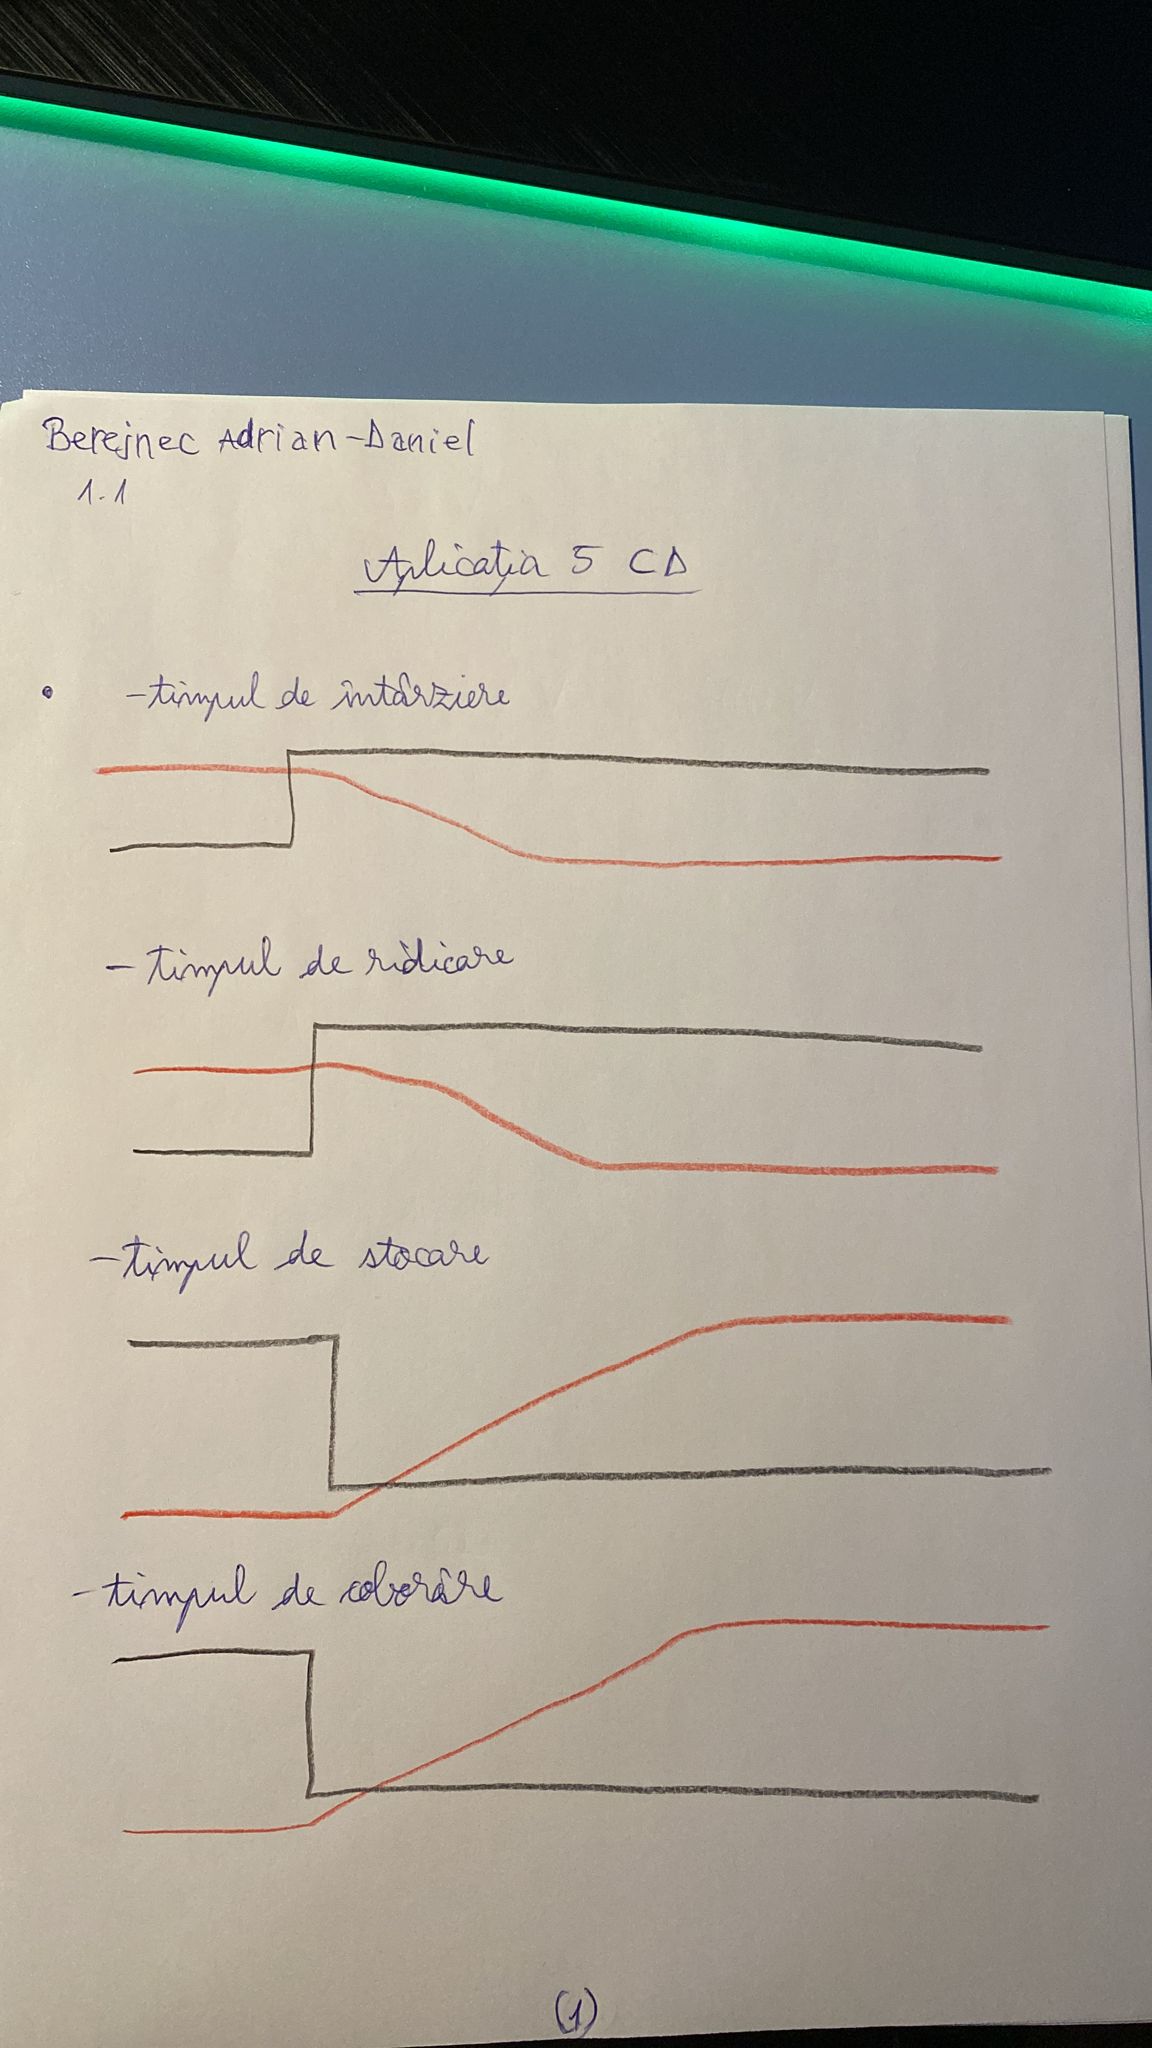 Berejnec Adrian-Daniel
1.1
Aplicația 5 CD
• -timpul de întârziere
-timpul de ridicare
-timpul de stocare
-timpul de coborâre
(1)